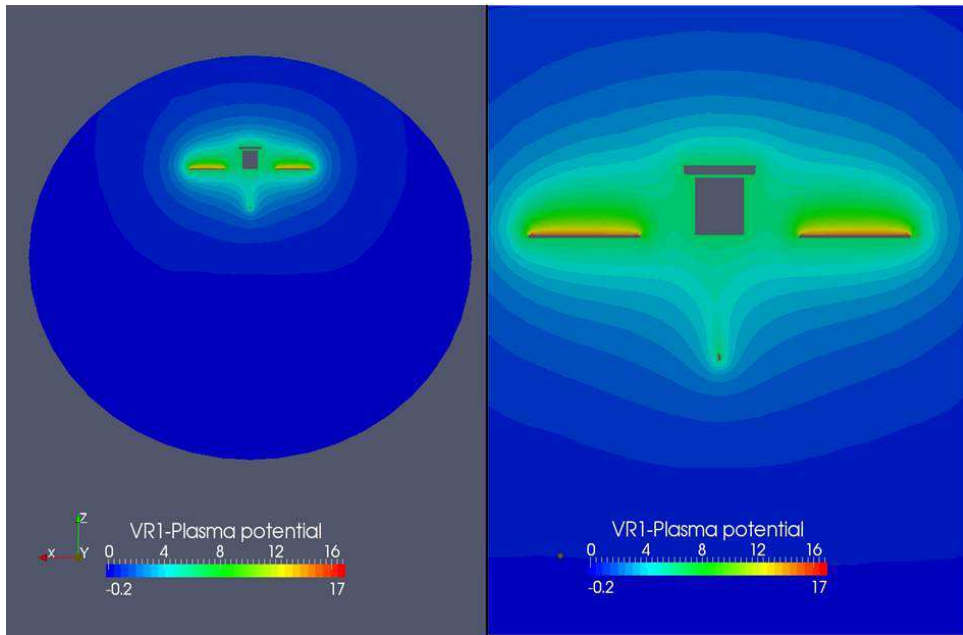 Z
X Y
VR1-Plasma potential
0 4 8 12 16
-0.2 17
VR1-Plasma potential
0 4 8 12 16
-0.2 17